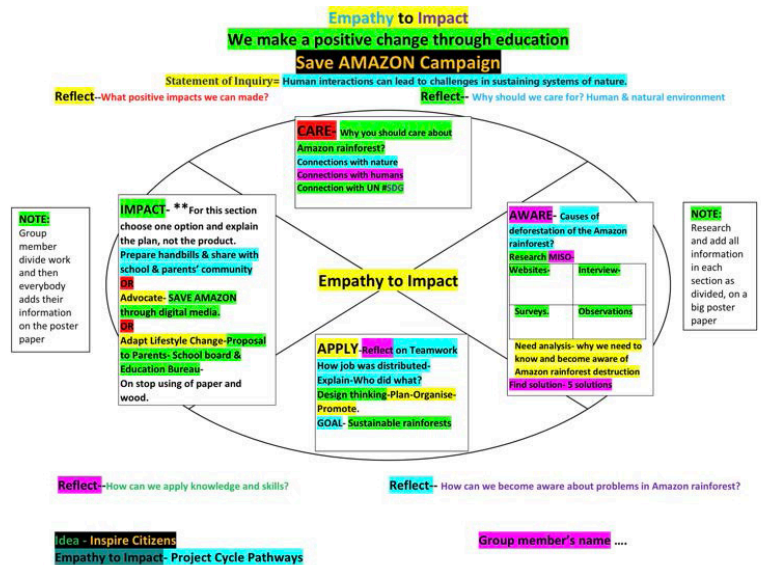 Empathy to Impact
We make a positive change through education
Save AMAZON Campaign
Statement of Inquiry= Human interactions can lead to challenges in sustaining systems of nature.
Reflect--What positive impacts we can made?
Reflect-- Why should we care for? Human & natural environment
CARE- Why you should care about
Amazon rainforest?
Connections with nature
Connections with humans
Connection with UN #SDG
NOTE:
Group
member
divide work
and then
everybody
adds their
information
on the poster
paper
IMPACT- **For this section
choose one option and explain
the plan, not the product.
Prepare handbills & share with
school & parents' community
OR
Advocate- SAVE AMAZON
through digital media.
OR
Adapt Lifestyle Change-Proposal
to Parents- School board &
Education Bureau-
On stop using of paper and
wood.
Empathy to Impact
AWARE- Causes of
deforestation of the Amazon
rainforest?
Research MISO-
Websites- Interview-
Surveys. Observations
Need analysis- why we need to
know and become aware of
Amazon rainforest destruction
Find solution- 5 solutions
NOTE:
Research
and add all
information
in each
section as
divided, on a
big poster
paper
APPLY-Reflect on Teamwork
How job was distributed-
Explain-Who did what?
Design thinking-Plan-Organise-
Promote.
GOAL- Sustainable rainforests
Reflect--How can we apply knowledge and skills?
Reflect-- How can we become aware about problems in Amazon rainforest?
Idea - Inspire Citizens
Empathy to Impact- Project Cycle Pathways
Group member's name ....